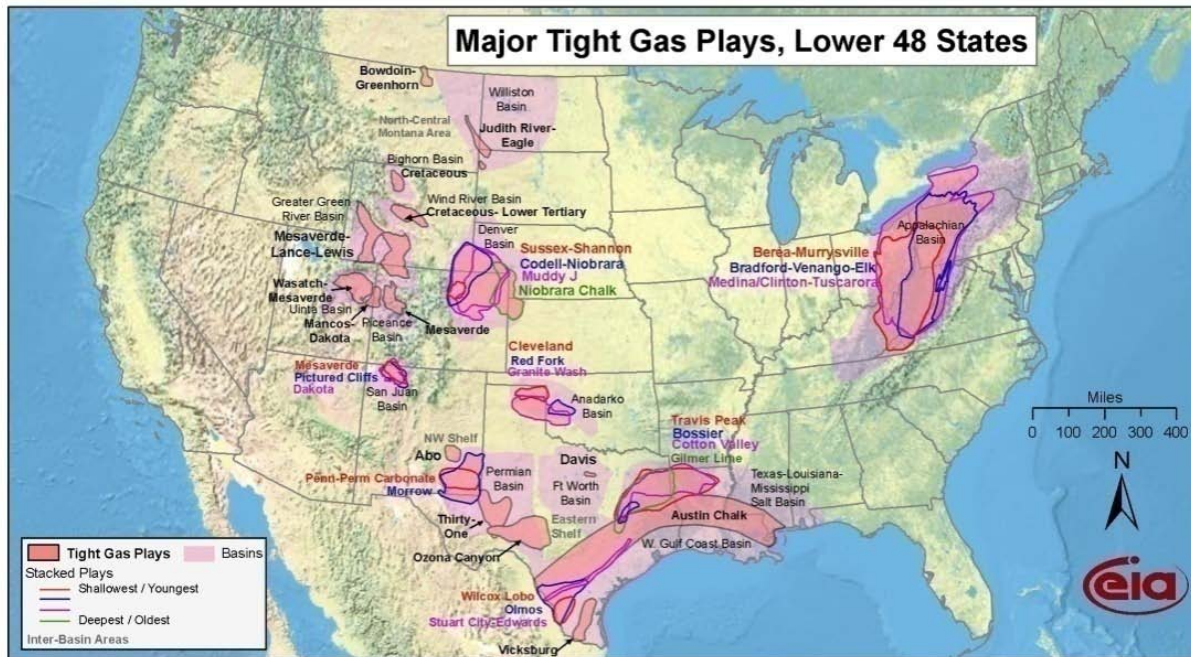 Major Tight Gas Plays, Lower 48 States
Bowdoin-
Greenhorn
Williston
Basin
North-Central
Montana Area
Judith River-
Eagle
Bighorn Basin
Cretaceous
Wind River Basin
Cretaceous- Lower Tertiary
Greater Green
River Basin
Mesaverde-
Lance-Lewis
Denver
Basin
Sussex-Shannon
Codell-Niobrara
Muddy J
Niobrara Chalk
Appalachian
Basin
Berea-Murrysville
Bradford-Venango-Elk
Medina/Clinton-Tuscarora
Wasatch-
Mesaverde
Uinta Basin
Mancos-
Dakota
Piceance
Basin
Mesaverde
Mesaverde
Pictured Cliffs
Dakota
San Juan
Basin
Cleveland
Red Fork
Granite Wash
Anadarko
Basin
Travis Peak
Bossier
Cotton Valley
Gilmer Lime
Miles
0 100 200 300 400
N
NW Shelf
Abo
Penn-Perm Carbonate
Morrow
Permian
Basin
Davis
Ft Worth
Basin
Texas-Louisiana-
Mississippi
Salt Basin
Thirty-
One
Eastern
Shelf
Austin Chalk
Ozona Canyon
W. Gulf Coast Basin
Wilcox Lobo
Olmos
Stuart City-Edwards
Vicksburg
Tight Gas Plays
Basins
Stacked Plays
Shallowest / Youngest
Deepest / Oldest
Inter-Basin Areas
eia